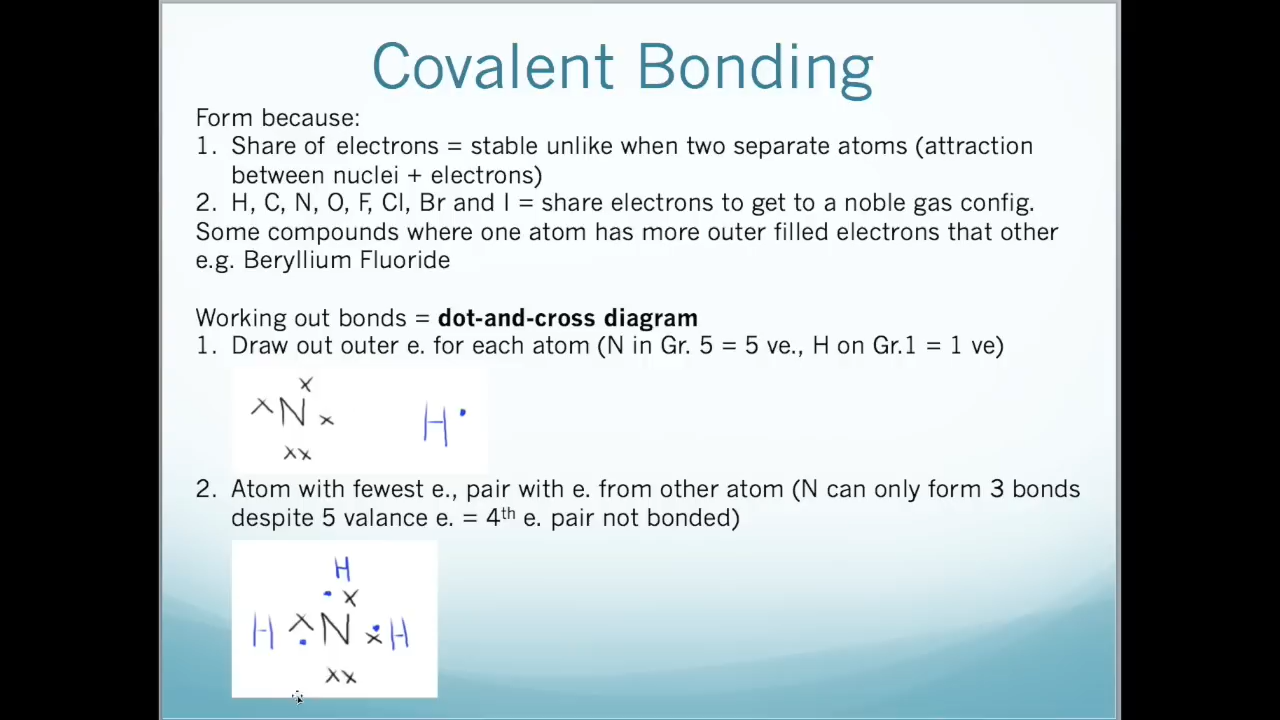 Covalent Bonding
Form because:
1. Share of electrons = stable unlike when two separate atoms (attraction
between nuclei + electrons)
2. H, C, N, O, F, Cl, Br and I = share electrons to get to a noble gas config.
Some compounds where one atom has more outer filled electrons that other
e.g. Beryllium Fluoride
Working out bonds = dot-and-cross diagram
1. Draw out outer e. for each atom (N in Gr. 5 = 5 ve., H on Gr.1 = 1 ve)
x
x N x
xx
H
2. Atom with fewest e., pair with e. from other atom (N can only form 3 bonds
despite 5 valance e. = 4th e. pair not bonded)
H
x
H x N x H
xx